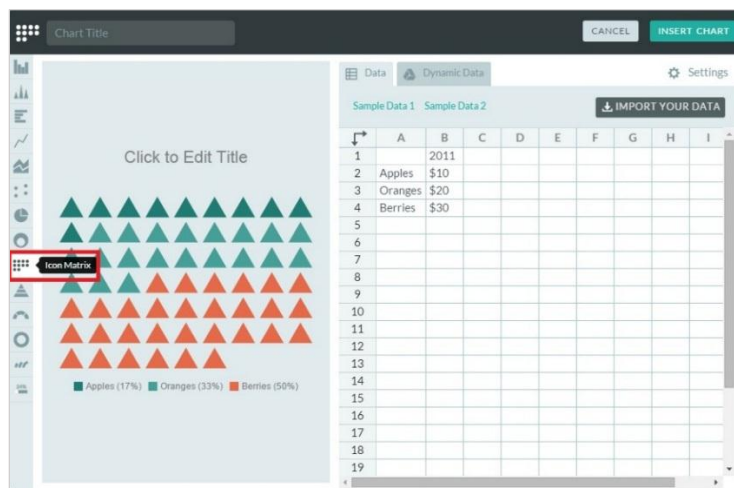 Chart Title
CANCEL
INSERT CHART
Data
Dynamic Data
Settings
Sample Data 1 Sample Data 2
IMPORT YOUR DATA
A B C D E F G H I
1 2011
2 Apples $10
3 Oranges $20
4 Berries $30
5
6
7
8
9
10
11
12
13
14
15
16
17
18
19
Click to Edit Title
Icon Matrix
Apples (17%) Oranges (33%) Berries (50%)